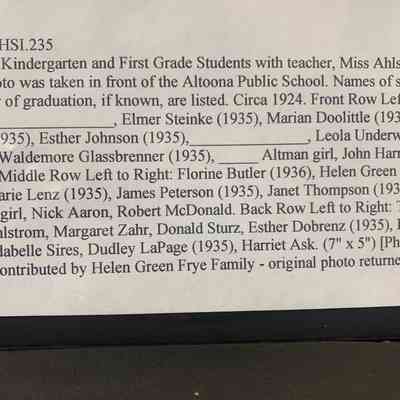 HSI.235
Kindergarten and First Grade Students with teacher, Miss Ahls
oto was taken in front of the Altoona Public School. Names of s
r of graduation, if known, are listed. Circa 1924. Front Row Lef
_______________, Elmer Steinke (1935), Marian Doolittle (193
935), Esther Johnson (1935),__________________, Leola Underw
Waldemore Glassbrenner (1935), _____ Altman girl, John Harr
Middle Row Left to Right: Florine Butler (1936), Helen Green
arie Lenz (1935), James Peterson (1935), Janet Thompson (193
girl, Nick Aaron, Robert McDonald. Back Row Left to Right: T
hlstrom, Margaret Zahr, Donald Sturz, Esther Dobrenz (1935),
dabelle Sires, Dudley LaPage (1935), Harriet Ask. (7" x 5") [Ph
ontributed by Helen Green Frye Family - original photo returne